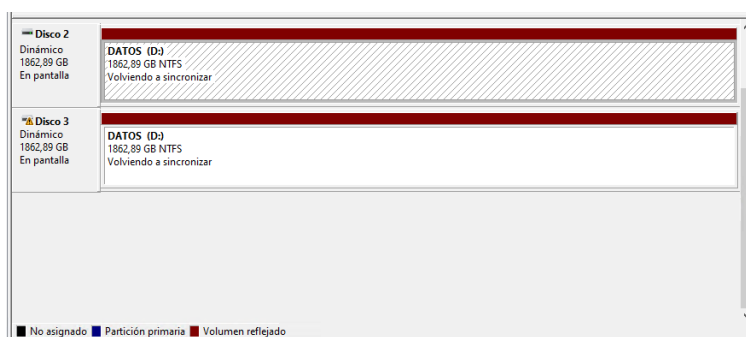 Disco 2
Dinámico
1862,89 GB
En pantalla
DATOS (D:)
1862,89 GB NTFS
Volviendo a sincronizar
Disco 3
Dinámico
1862,89 GB
En pantalla
DATOS (D:)
1862,89 GB NTFS
Volviendo a sincronizar
No asignado Partición primaria Volumen reflejado